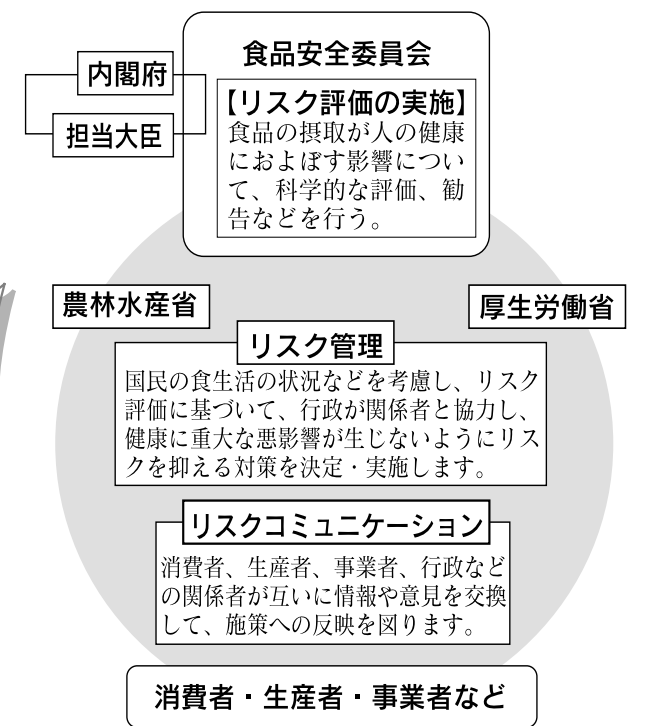 食品安全委員会
内閣府
担当大臣
【リスク評価の実施】
食品の摂取が人の健康
におよぼす影響につい
て、科学的な評価、勧
告などを行う。
農林水産省
厚生労働省
リスク管理
国民の食生活の状況などを考慮し、リスク
評価に基づいて、行政が関係者と協力し、
健康に重大な悪影響が生じないようにリス
クを抑える対策を決定・実施します。
リスクコミュニケーション
消費者、生産者、事業者、行政など
の関係者が互いに情報や意見を交換
して、施策への反映を図ります。
消費者・生産者・事業者など